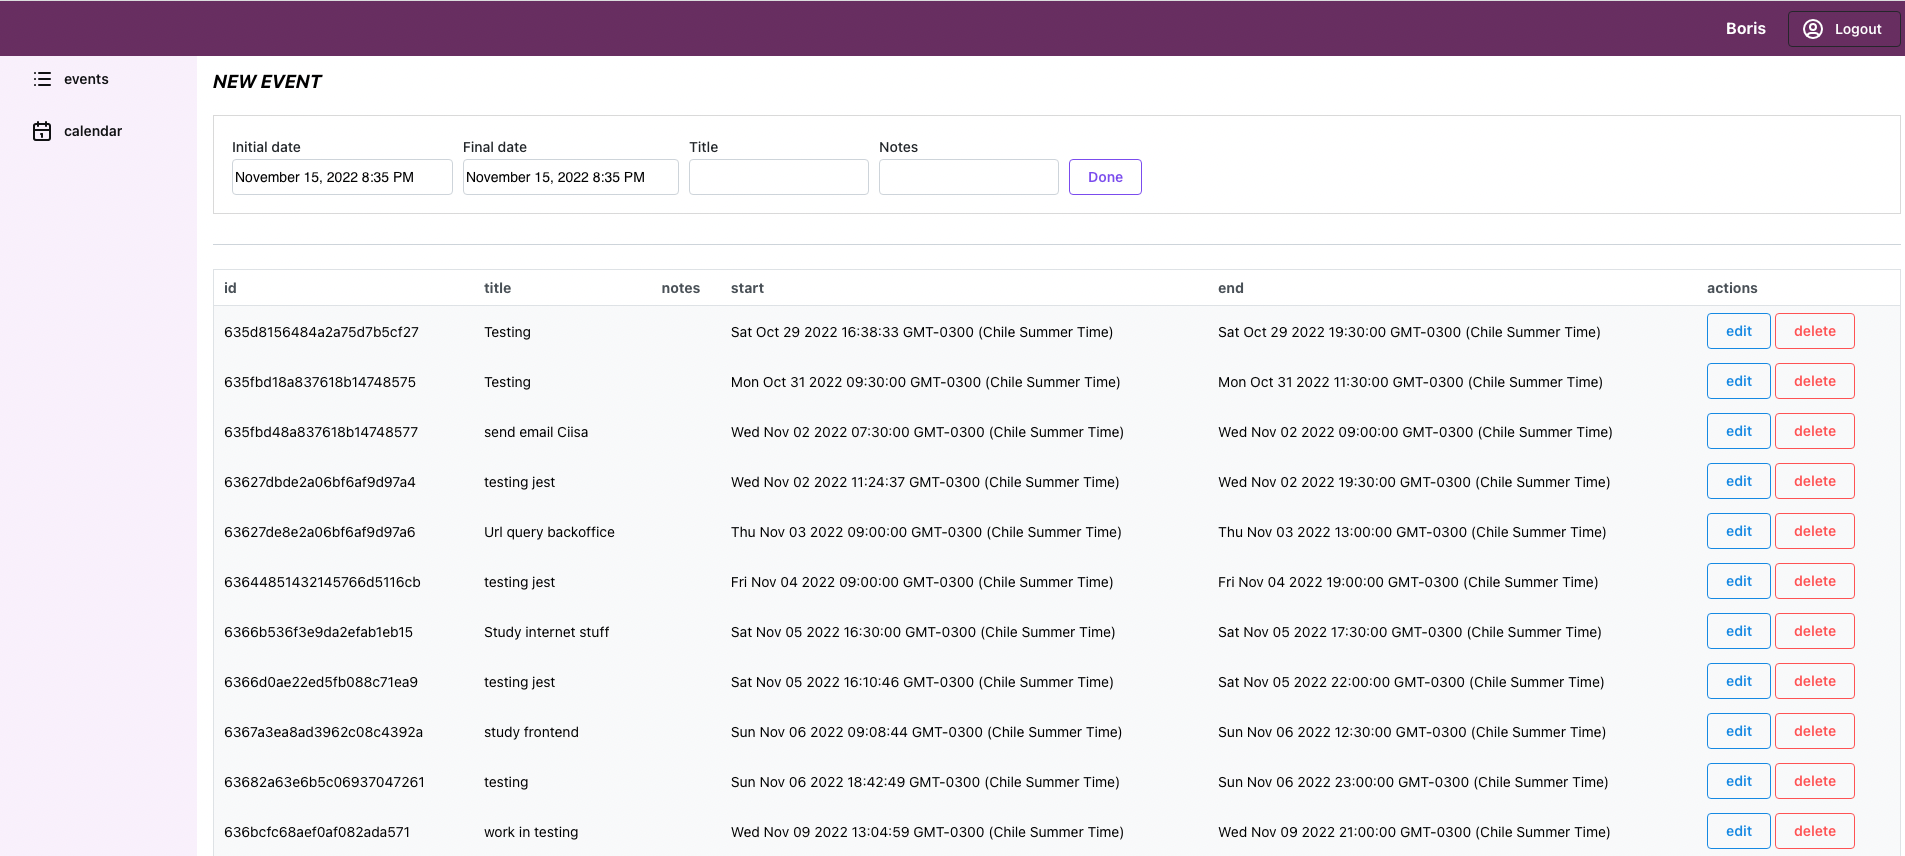 Boris Logout
events
calendar
NEW EVENT
Initial date Final date Title Notes
November 15, 2022 8:35 PM November 15, 2022 8:35 PM Done
id title notes start end actions
635d8156484a2a75d7b5cf27 Testing Sat Oct 29 2022 16:38:33 GMT-0300 (Chile Summer Time) Sat Oct 29 2022 19:30:00 GMT-0300 (Chile Summer Time) edit delete
635fbd18a837618b14748575 Testing Mon Oct 31 2022 09:30:00 GMT-0300 (Chile Summer Time) Mon Oct 31 2022 11:30:00 GMT-0300 (Chile Summer Time) edit delete
635fbd48a837618b14748577 send email Ciisa Wed Nov 02 2022 07:30:00 GMT-0300 (Chile Summer Time) Wed Nov 02 2022 09:00:00 GMT-0300 (Chile Summer Time) edit delete
63627dbde2a06bf6af9d97a4 testing jest Wed Nov 02 2022 11:24:37 GMT-0300 (Chile Summer Time) Wed Nov 02 2022 19:30:00 GMT-0300 (Chile Summer Time) edit delete
63627de8e2a06bf6af9d97a6 Url query backoffice Thu Nov 03 2022 09:00:00 GMT-0300 (Chile Summer Time) Thu Nov 03 2022 13:00:00 GMT-0300 (Chile Summer Time) edit delete
63644851432145766d5116cb testing jest Fri Nov 04 2022 09:00:00 GMT-0300 (Chile Summer Time) Fri Nov 04 2022 19:00:00 GMT-0300 (Chile Summer Time) edit delete
6366b536f3e9da2efab1eb15 Study internet stuff Sat Nov 05 2022 16:30:00 GMT-0300 (Chile Summer Time) Sat Nov 05 2022 17:30:00 GMT-0300 (Chile Summer Time) edit delete
6366d0ae22ed5fb088c71ea9 testing jest Sat Nov 05 2022 16:10:46 GMT-0300 (Chile Summer Time) Sat Nov 05 2022 22:00:00 GMT-0300 (Chile Summer Time) edit delete
6367a3ea8ad3962c08c4392a study frontend Sun Nov 06 2022 09:08:44 GMT-0300 (Chile Summer Time) Sun Nov 06 2022 12:30:00 GMT-0300 (Chile Summer Time) edit delete
63682a63e6b5c06937047261 testing Sun Nov 06 2022 18:42:49 GMT-0300 (Chile Summer Time) Sun Nov 06 2022 23:00:00 GMT-0300 (Chile Summer Time) edit delete
636bcfc68aef0af082ada571 work in testing Wed Nov 09 2022 13:04:59 GMT-0300 (Chile Summer Time) Wed Nov 09 2022 21:00:00 GMT-0300 (Chile Summer Time) edit delete